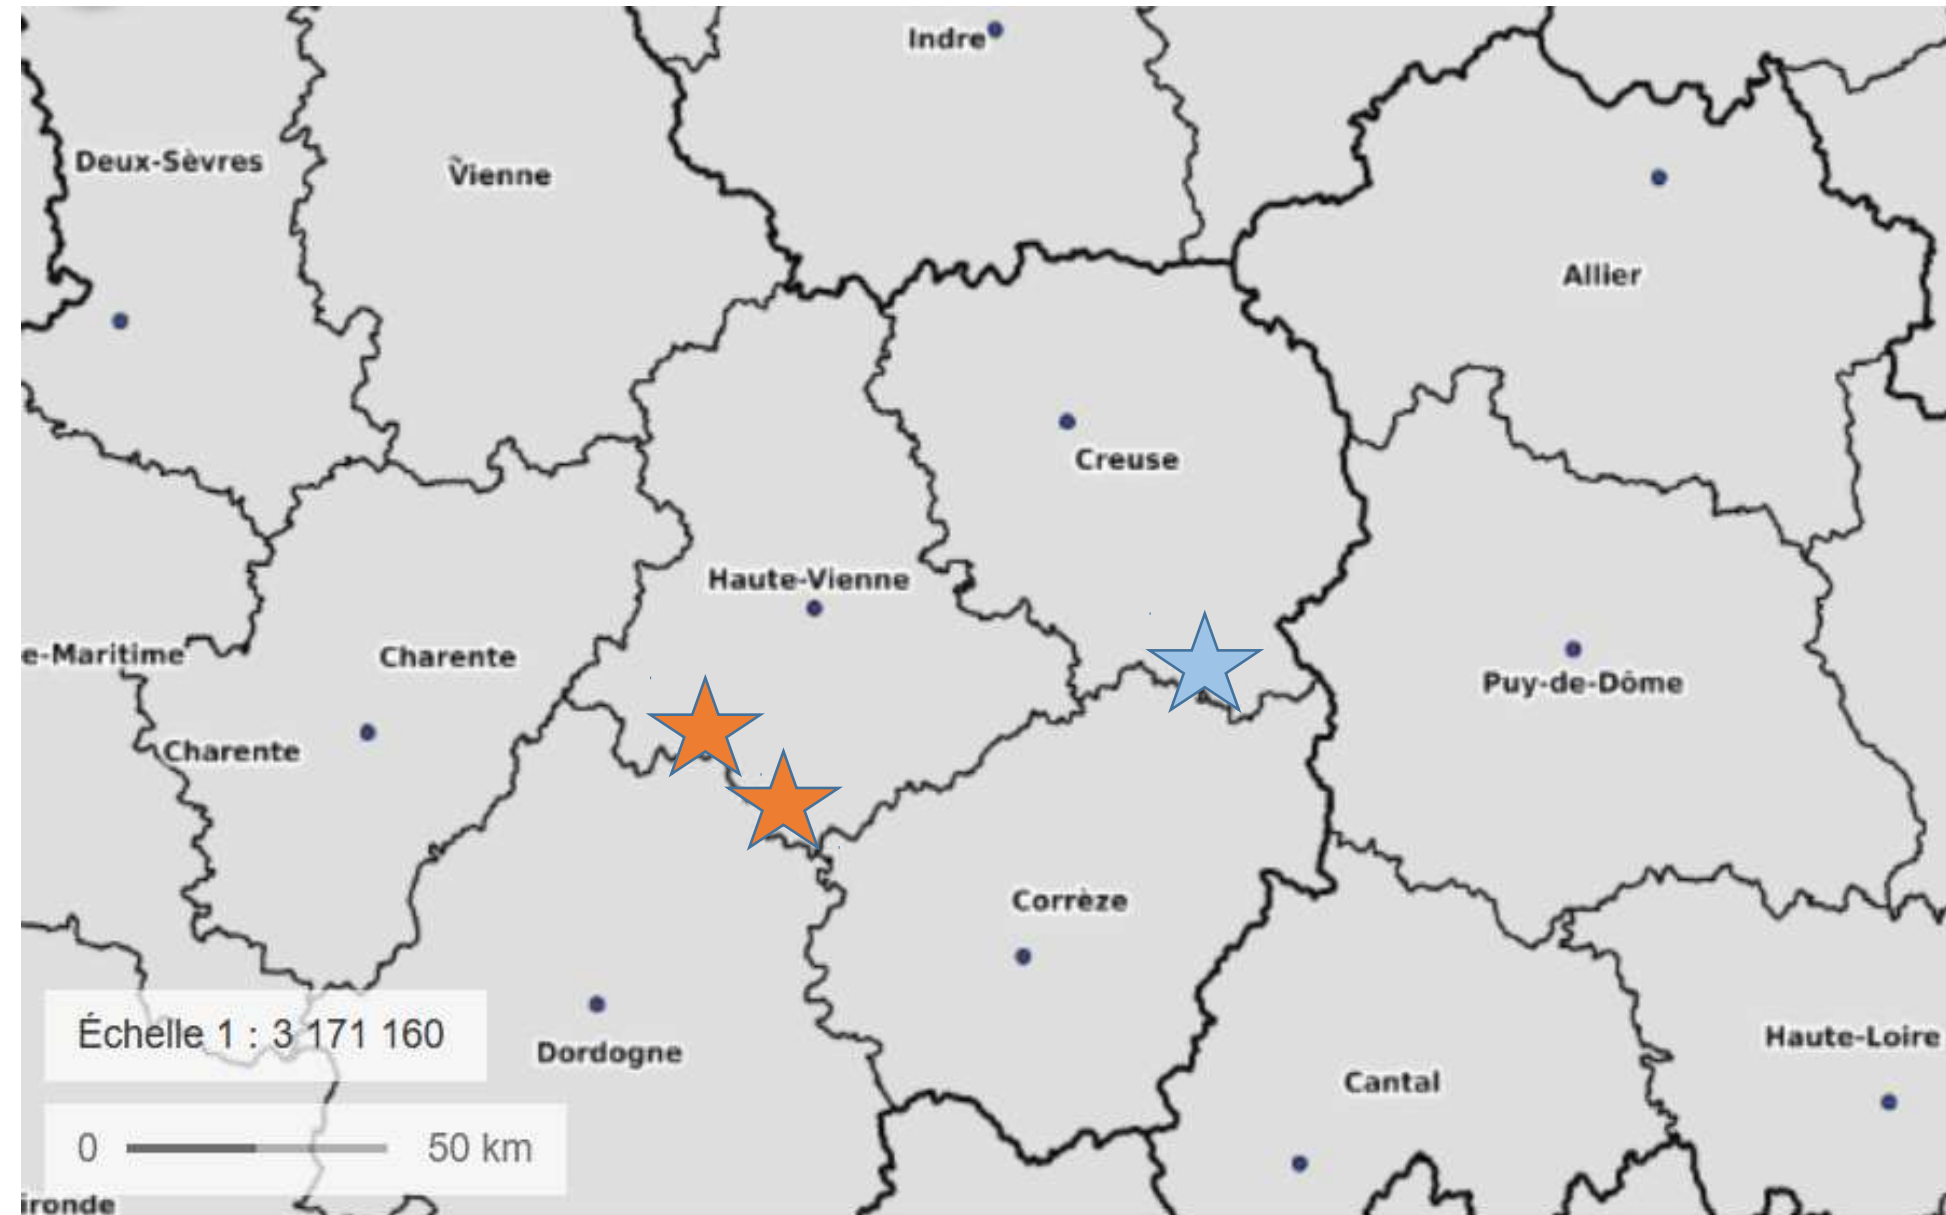 Indre
Deux-Sèvres
Vienne
Allier
Creuse
Haute-Vienne
e-Maritime
Charente
Puy-de-Dôme
Charente
Corrèze
Échelle 1 : 3 171 160
Haute-Loire
Dordogne
Cantal
0 50 km
ironde